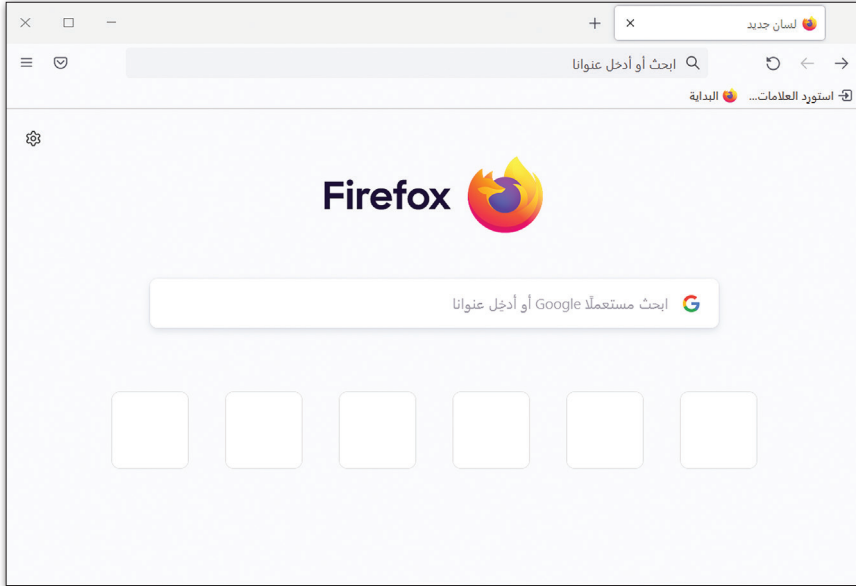 لسان جديد
ابحث أو أدخل عنوانا
استورد العلامات... البداية
Firefox
ابحث مستعملًا Google أو أدخِل عنوانا